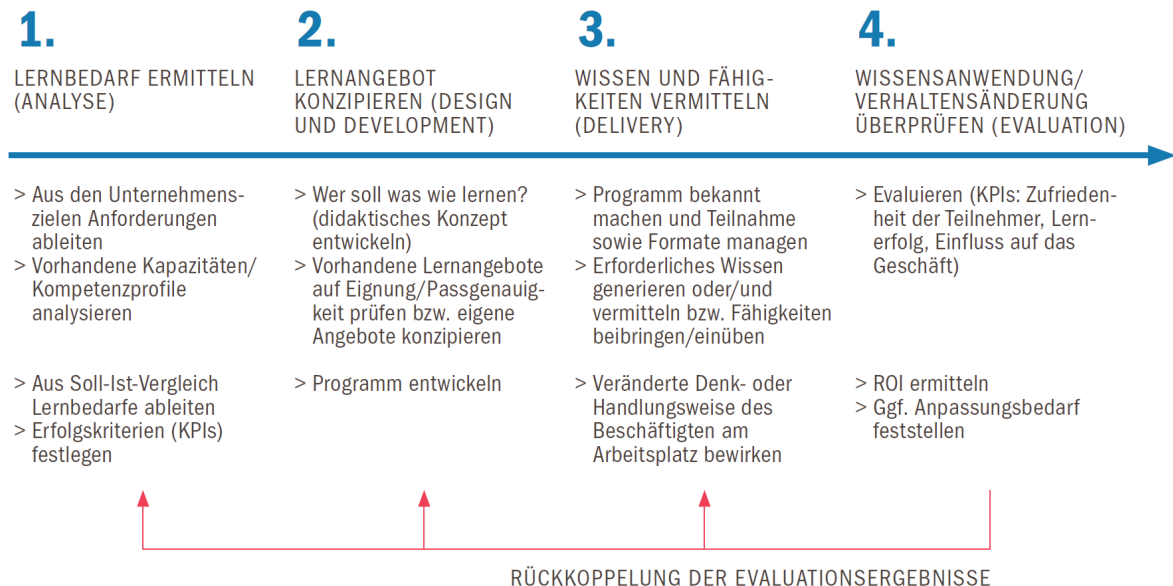 1.
LERNBEDARF ERMITTELN
(ANALYSE)
> Aus den Unternehmens-
zielen Anforderungen
ableiten
> Vorhandene Kapazitäten/
Kompetenzprofile
analysieren
> Aus Soll-Ist-Vergleich
Lernbedarfe ableiten
> Erfolgskriterien (KPIs)
festlegen
2.
LERNANGEBOT
KONZIPIEREN (DESIGN
UND DEVELOPMENT)
> Wer soll was wie lernen?
(didaktisches Konzept
entwickeln)
> Vorhandene Lernangebote
auf Eignung/Passgenauig-
keit prüfen bzw. eigene
Angebote konzipieren
> Programm entwickeln
3.
WISSEN UND FÄHIG-
KEITEN VERMITTELN
(DELIVERY)
> Programm bekannt
machen und Teilnahme
sowie Formate managen
> Erforderliches Wissen
generieren oder/und
vermitteln bzw. Fähigkeiten
beibringen/einüben
> Veränderte Denk- oder
Handlungsweise des
Beschäftigten am
Arbeitsplatz bewirken
4.
WISSENSANWENDUNG/
VERHALTENSÄNDERUNG
ÜBERPRÜFEN (EVALUATION)
> Evaluieren (KPIs: Zufrieden-
heit der Teilnehmer, Lern-
erfolg, Einfluss auf das
Geschäft)
> ROI ermitteln
> Ggf. Anpassungsbedarf
feststellen
RÜCKKOPPELUNG DER EVALUATIONSERGEBNISSE